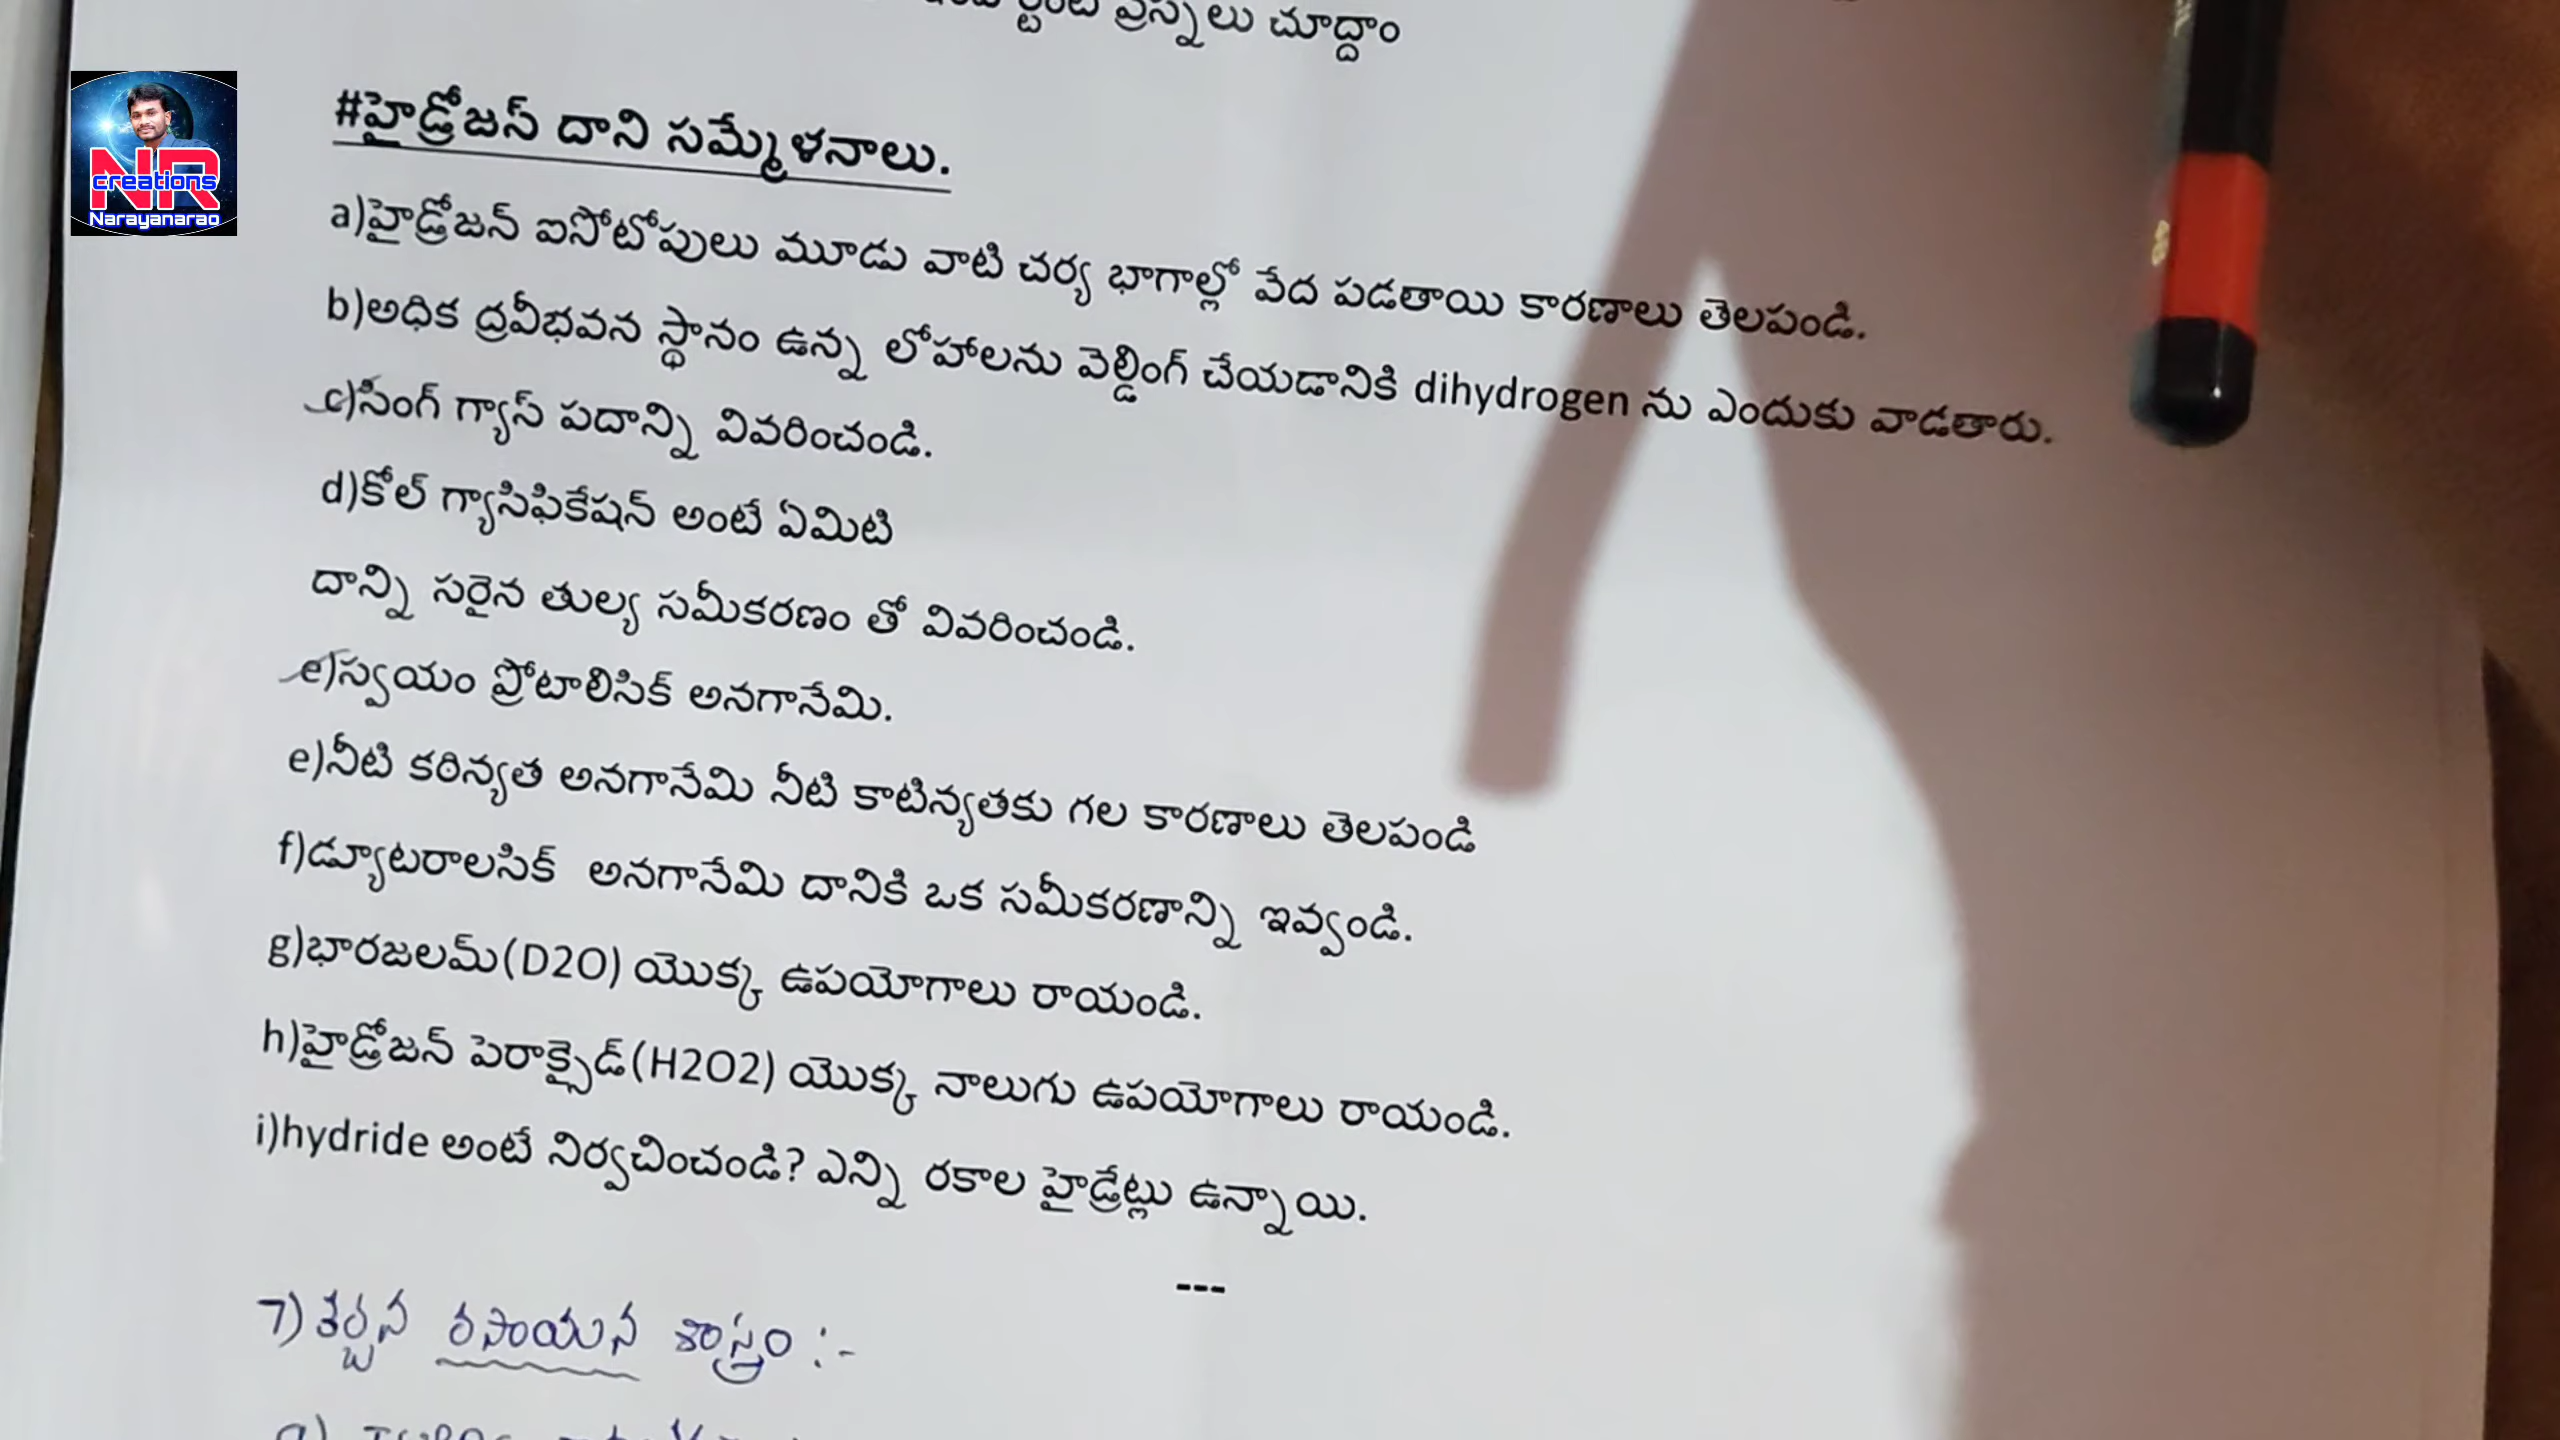 ప్రశ్నలు చూద్దాం
NR
creations
Narayanarao
#హైడ్రోజన్ దాని సమ్మేళనాలు.
a)హైడ్రోజన్ ఐసోటోపులు మూడు వాటి చర్య భాగాల్లో వేద పడతాయి కారణాలు తెలపండి.
b)అధిక ద్రవీభవన స్థానం ఉన్న లోహాలను వెల్డింగ్ చేయడానికి dihydrogen ను ఎందుకు వాడతారు.
c)సింగ్ గ్యాస్ పదాన్ని వివరించండి.
d)కోల్ గ్యాసిఫికేషన్ అంటే ఏమిటి
దాన్ని సరైన తుల్య సమీకరణం తో వివరించండి.
e)స్వయం ప్రోటాలిసిక్ అనగానేమి.
e)నీటి కఠిన్యత అనగానేమి నీటి కాటిన్యతకు గల కారణాలు తెలపండి
f)డ్యూటరాలసిక్ అనగానేమి దానికి ఒక సమీకరణాన్ని ఇవ్వండి.
g)భారజలమ్(D2O) యొక్క ఉపయోగాలు రాయండి.
h)హైడ్రోజన్ పెరాక్సైడ్(H2O2) యొక్క నాలుగు ఉపయోగాలు రాయండి.
i)hydride అంటే నిర్వచించండి? ఎన్ని రకాల హైడ్రేట్లు ఉన్నాయి.
---
7) కర్బన రసాయన శాస్త్రం :-